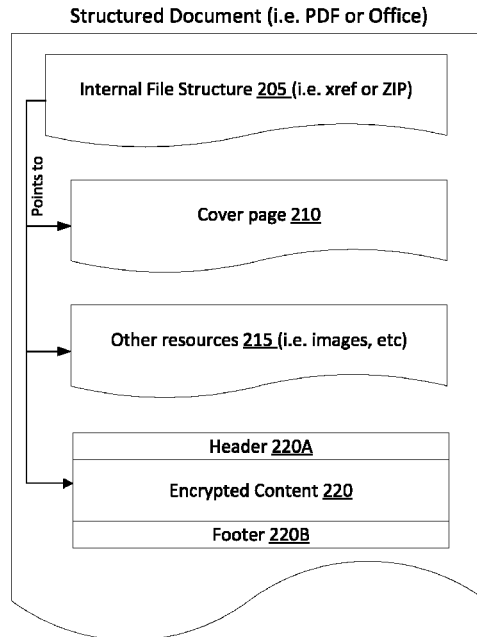 Structured Document (i.e. PDF or Office)
Internal File Structure 205 (i.e. xref or ZIP)
Points to
Cover page 210
Other resources 215 (i.e. images, etc)
Header 220A
Encrypted Content 220
Footer 220B